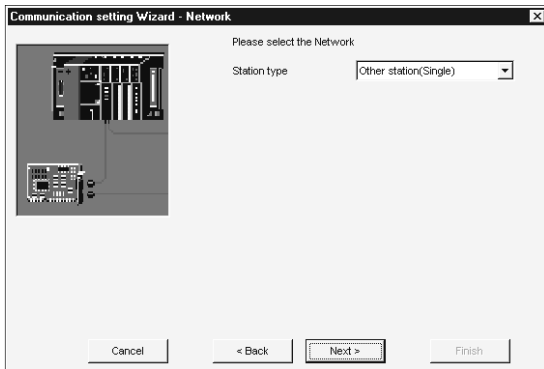 Communication setting Wizard - Network
Please select the Network
Station type
Other station(Single)
Cancel
< Back
Next >
Finish